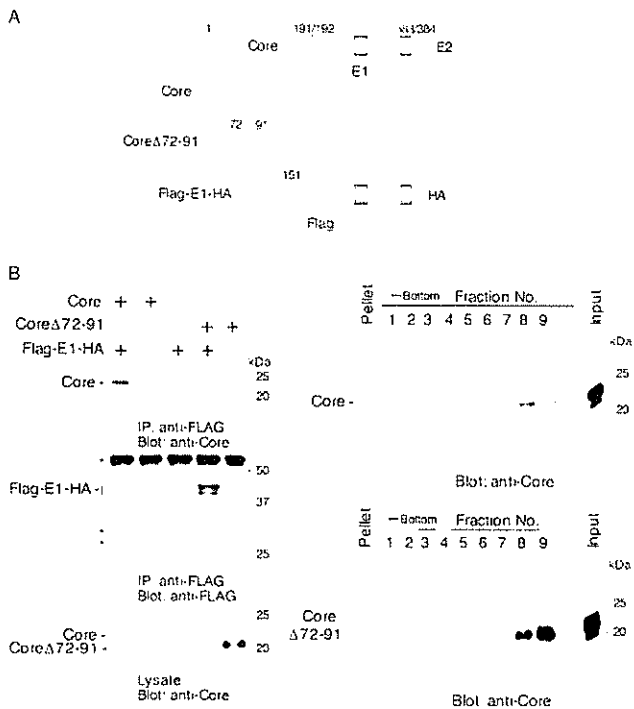 A
1 191/192
Core E2
E1
Core
72 91
CoreΔ72-91
151
Flag-E1-HA HA
Flag
B
Core + +
CoreΔ72-91 + +
Flag-E1-HA + + +
kDa
Core - 25
20
IP: anti-FLAG
Blot: anti-Core
50
Flag-E1-HA
37
25
IP: anti-FLAG
Blot: anti-FLAG
25
Core -
CoreΔ72-91 - 20
Lysate
Blot: anti-Core
Pellet ←Bottom Fraction No. Input
1 2 3 4 5 6 7 8 9
kDa
25
Core - 20
Blot: anti-Core
Pellet ←Bottom Fraction No. Input
1 2 3 4 5 6 7 8 9
kDa
25
Core
Δ72-91 20
Blot: anti-Core